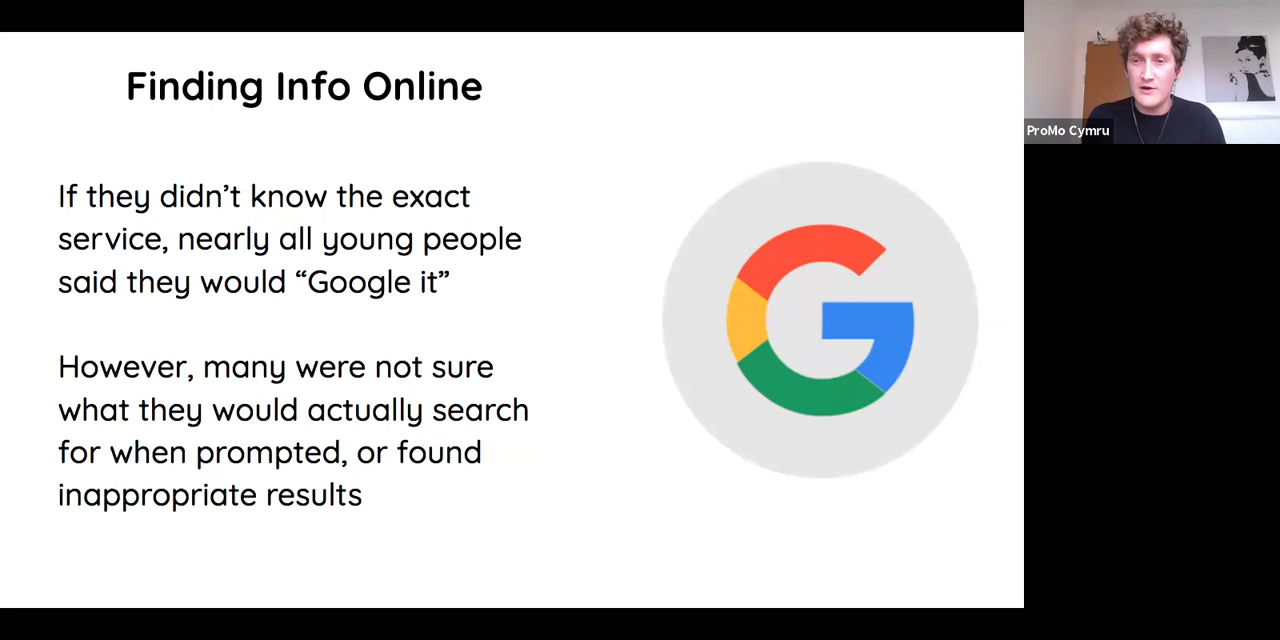 Finding Info Online
If they didn’t know the exact
service, nearly all young people
said they would “Google it”
However, many were not sure
what they would actually search
for when prompted, or found
inappropriate results
ProMo Cymru